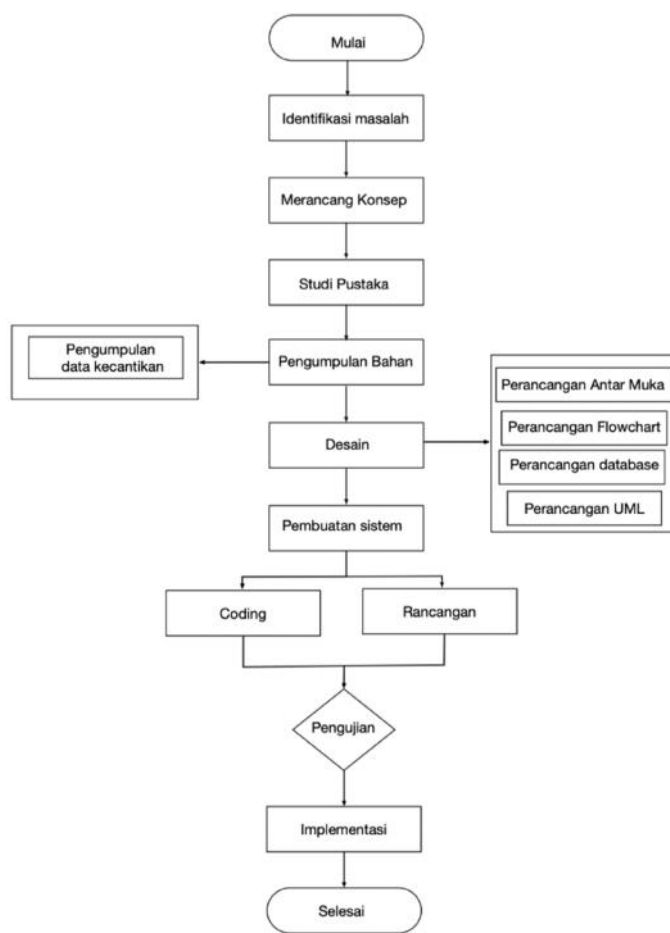 Mulai
Identifikasi masalah
Merancang Konsep
Studi Pustaka
Pengumpulan
data kecantikan
Pengumpulan Bahan
Perancangan Antar Muka
Perancangan Flowchart
Perancangan database
Perancangan UML
Desain
Pembuatan sistem
Coding
Rancangan
Pengujian
Implementasi
Selesai